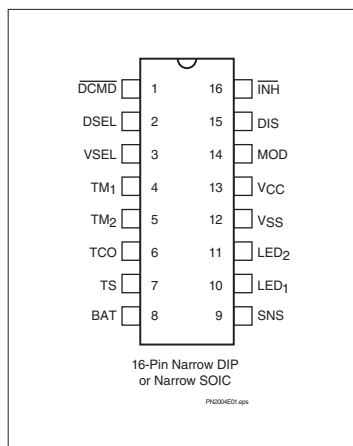 D̅C̅M̅D̅ 1 16 I̅N̅H̅
DSEL 2 15 DIS
VSEL 3 14 MOD
TM₁ 4 13 VCC
TM₂ 5 12 VSS
TCO 6 11 LED₂
TS 7 10 LED₁
BAT 8 9 SNS
16-Pin Narrow DIP
or Narrow SOIC
PN2004E01.eps